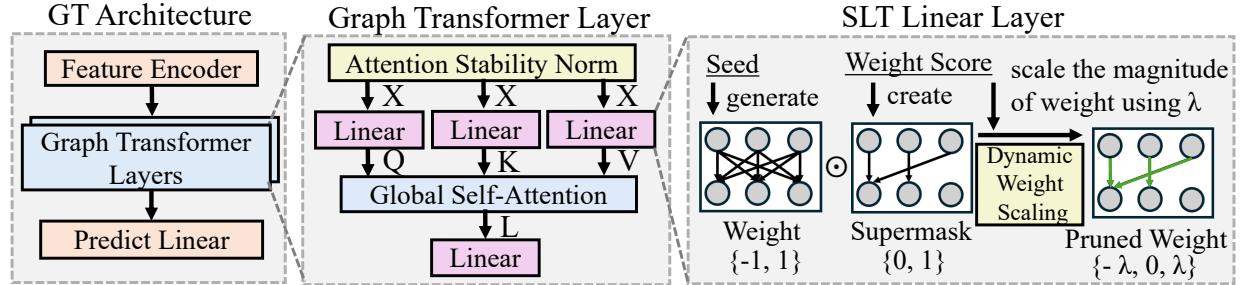 GT Architecture
Feature Encoder
Graph Transformer
Layers
Predict Linear
Graph Transformer Layer
Attention Stability Norm
X X X
Linear Linear Linear
Q K V
Global Self-Attention
L
Linear
SLT Linear Layer
Seed
generate
Weight Score
create
scale the magnitude
of weight using λ
⊙
Dynamic
Weight
Scaling
Weight
{-1, 1}
Supermask
{0, 1}
Pruned Weight
{- λ, 0, λ}